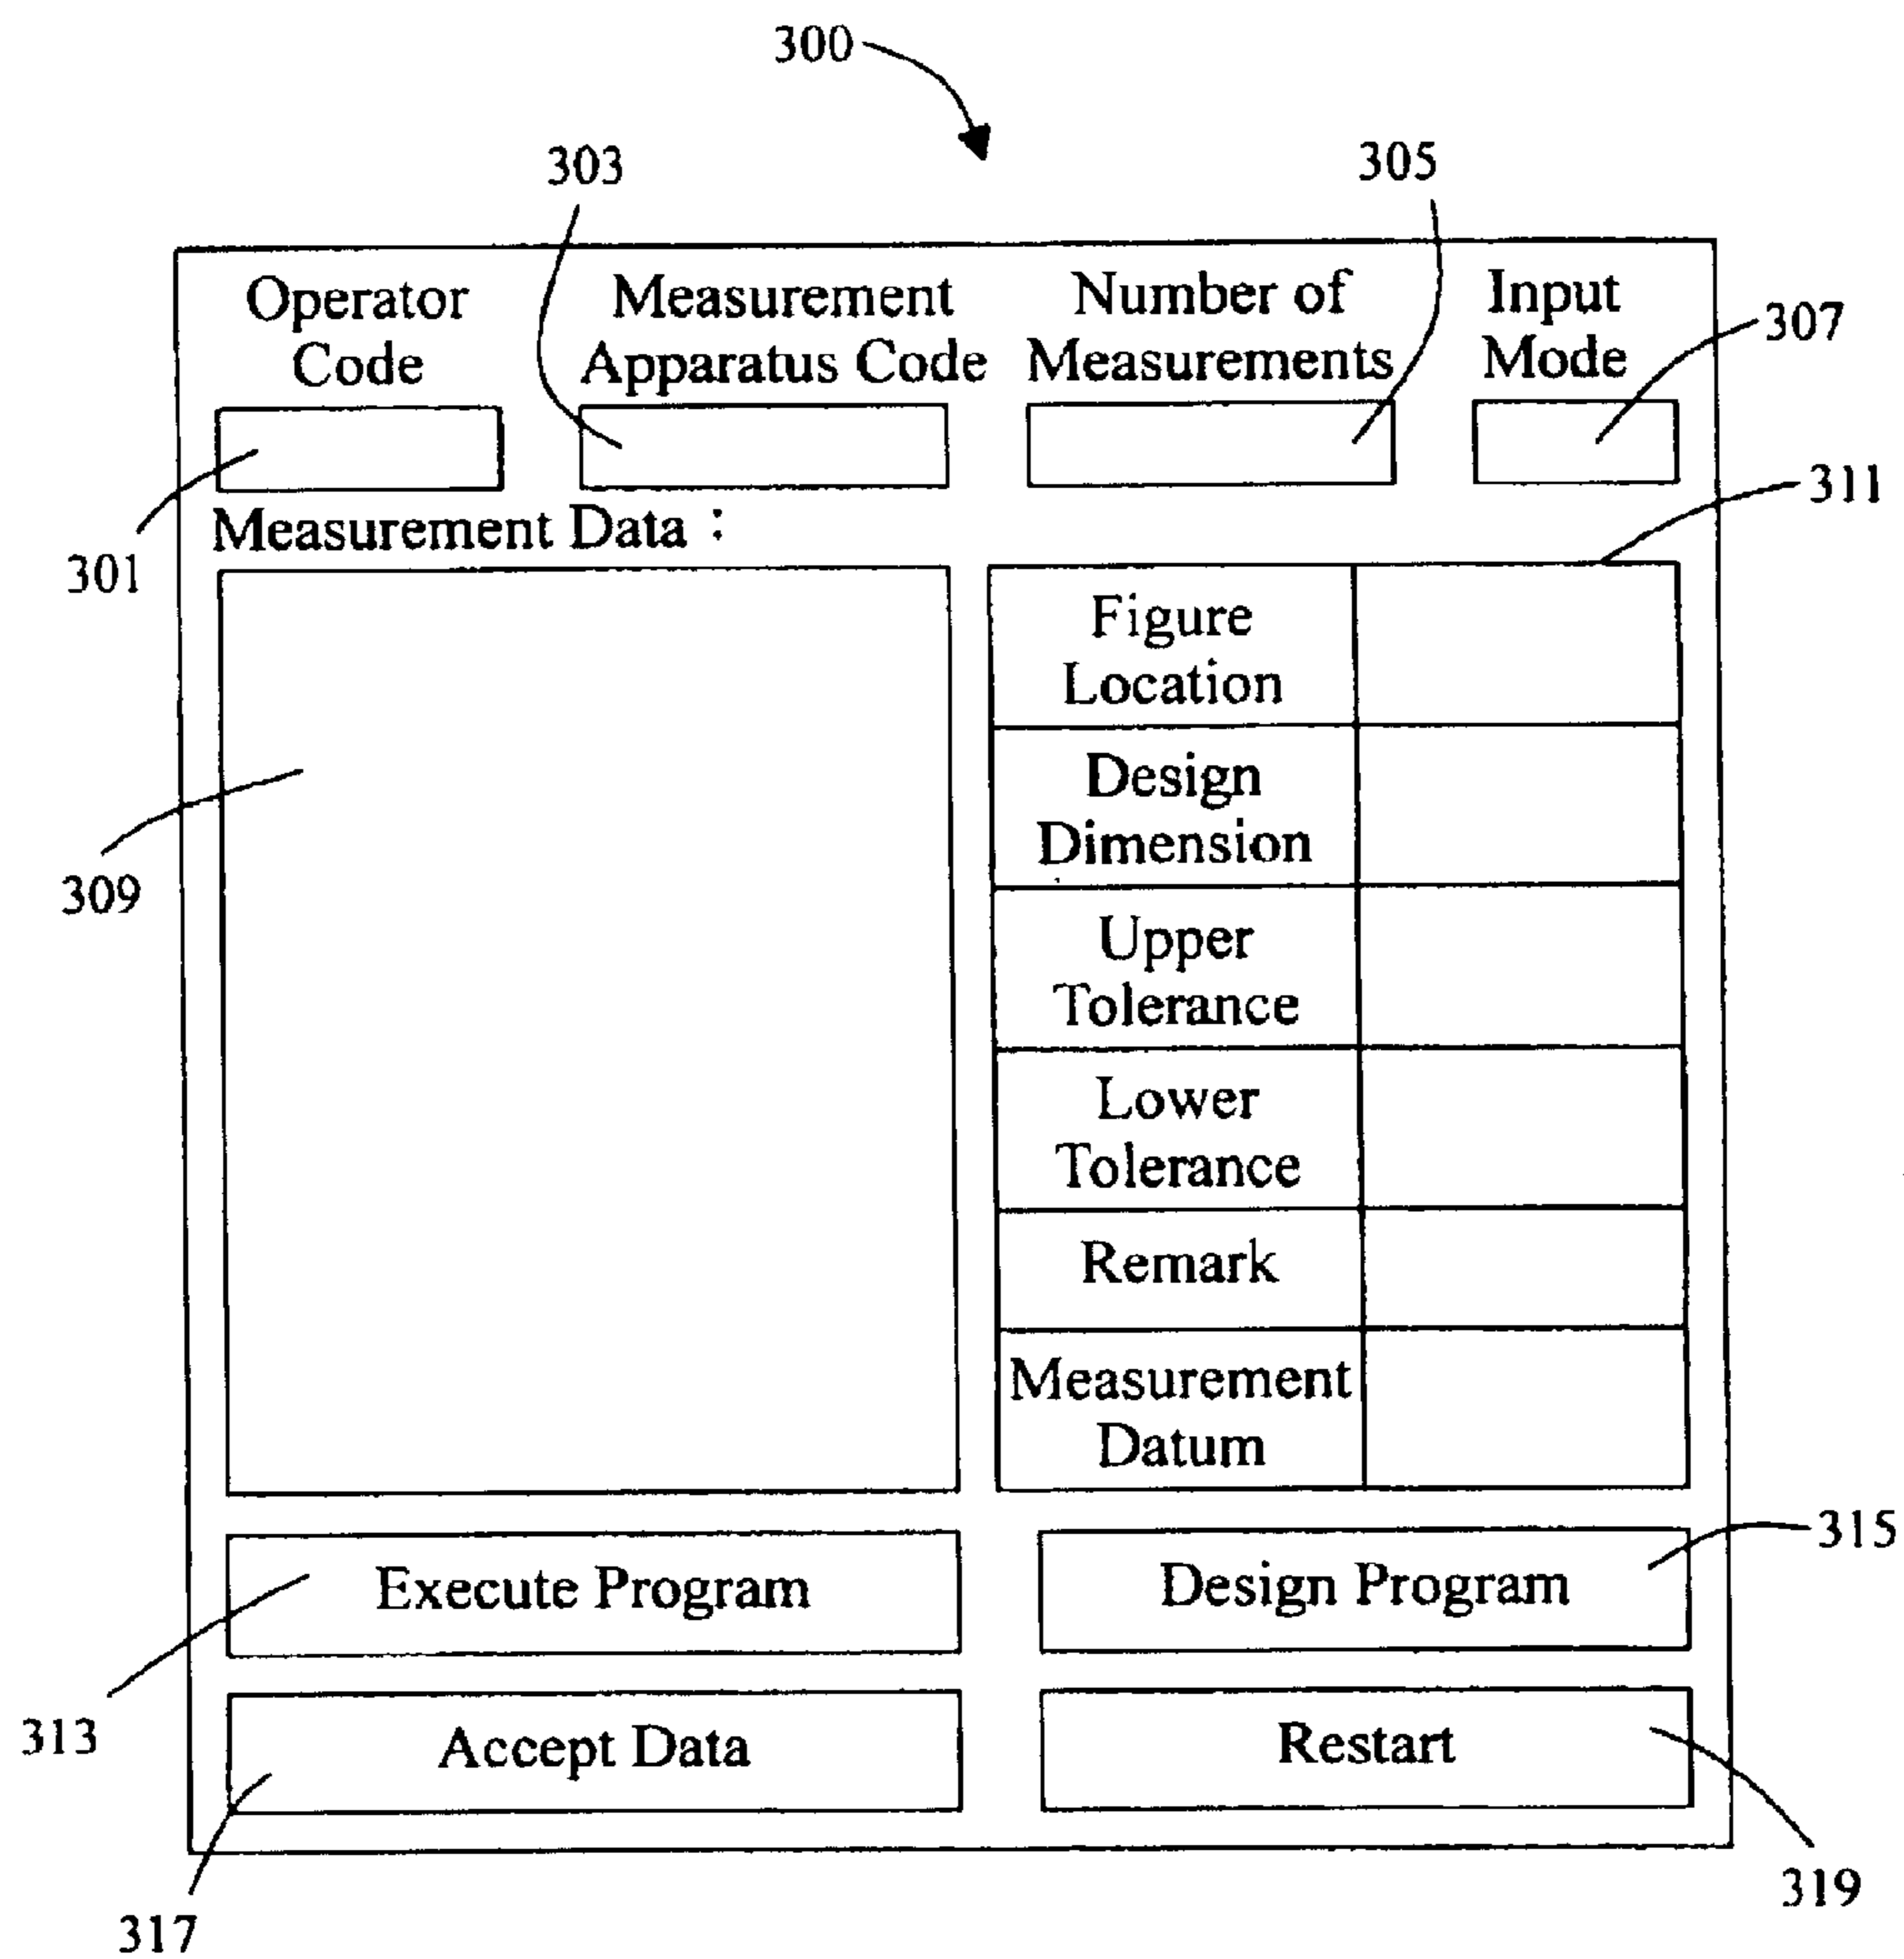 300
303
305
Operator
Code
Measurement
Apparatus Code
Number of
Measurements
Input
Mode
307
311
301
Measurement Data :
309
Figure
Location
Design
Dimension
Upper
Tolerance
Lower
Tolerance
Remark
Measurement
Datum
315
Execute Program
Design Program
313
Accept Data
Restart
317
319